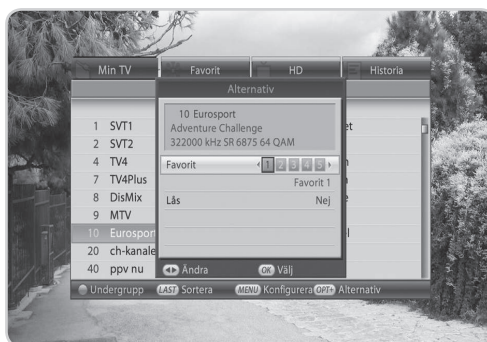 Min TV Favorit HD Historia
Alternativ
10 Eurosport
Adventure Challenge
322000 kHz SR 6875 64 QAM
Favorit 1 2 3 4 5
Favorit 1
Lås Nej
1 SVT1
2 SVT2
4 TV4
7 TV4Plus
8 DisMix
9 MTV
10 Eurosport
20 ch-kanale
40 ppv nu
Ändra OK Välj
Undergrupp LAST Sortera MENU Konfigurera OPT+ Alternativ